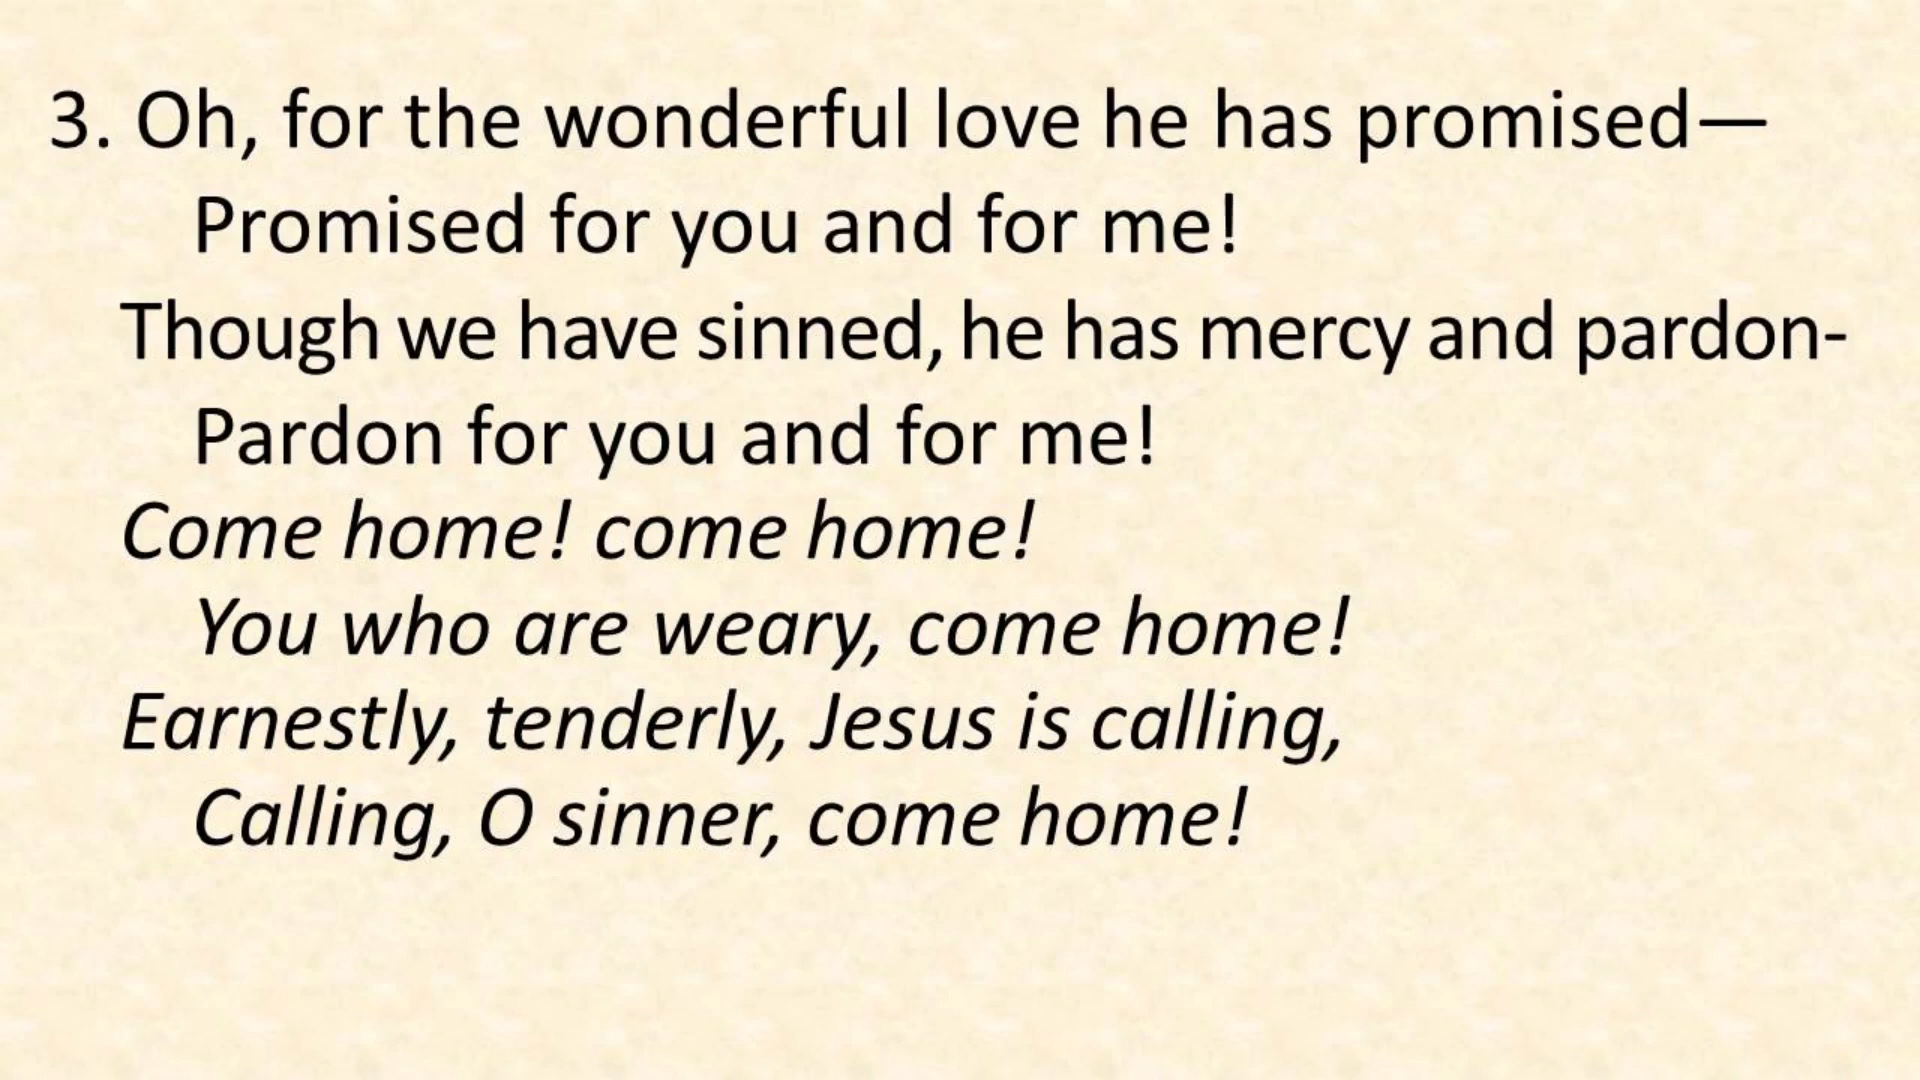 3. Oh, for the wonderful love he has promised—
Promised for you and for me!
Though we have sinned, he has mercy and pardon-
Pardon for you and for me!
Come home! come home!
You who are weary, come home!
Earnestly, tenderly, Jesus is calling,
Calling, O sinner, come home!